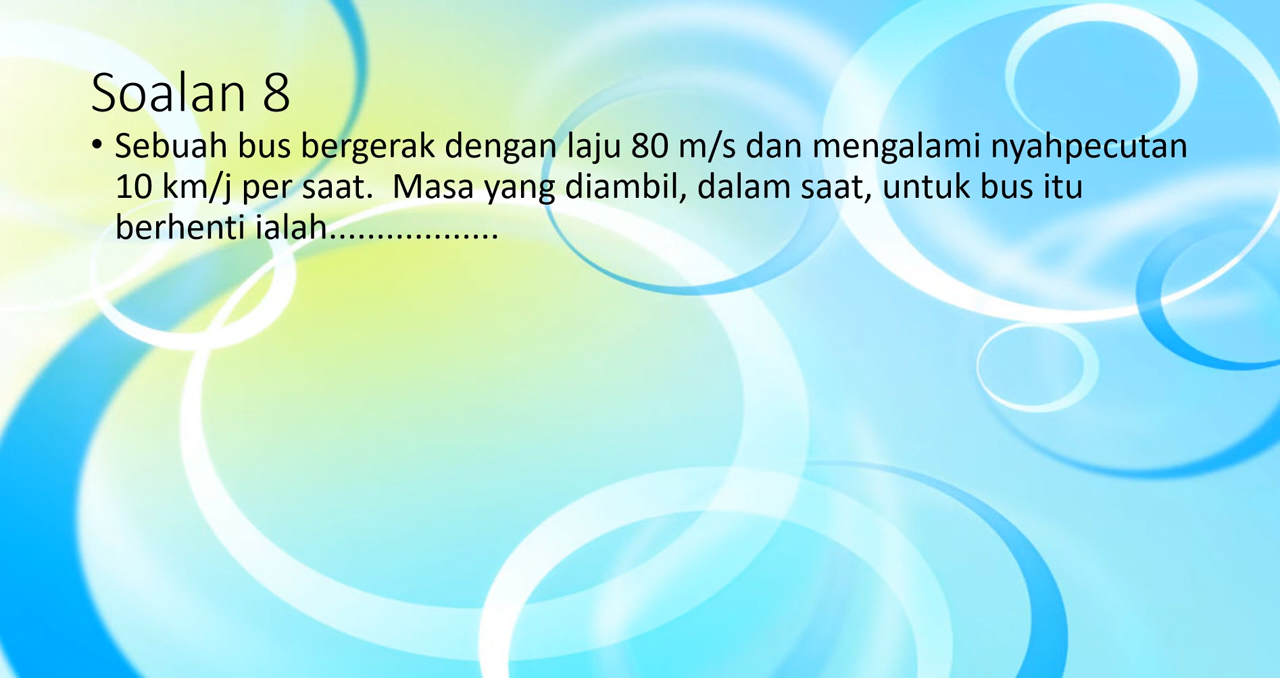 Soalan 8
• Sebuah bus bergerak dengan laju 80 m/s dan mengalami nyahpecutan
10 km/j per saat.  Masa yang diambil, dalam saat, untuk bus itu
berhenti ialah..................